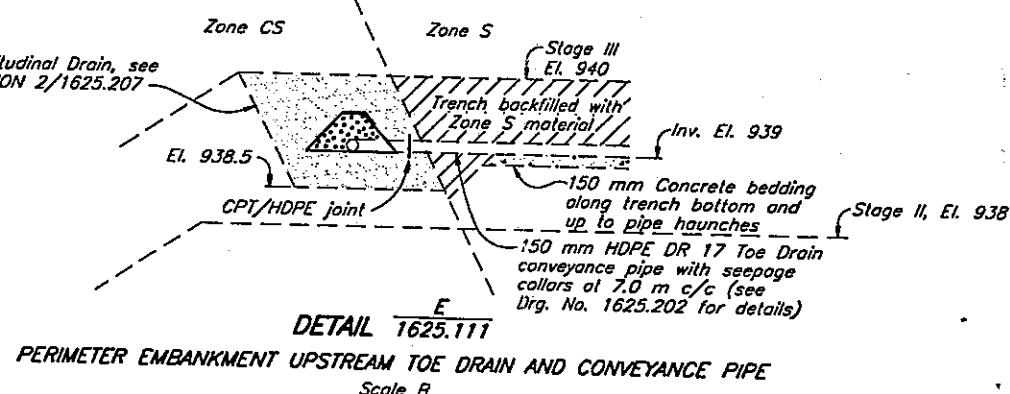 Zone CS
Zone S
Stage III
El. 940
Drain, see
2/1625.207
Trench backfilled with
Zone S material
Inv. El. 939
El. 938.5
150 mm Concrete bedding
along trench bottom and
up to pipe haunches
CPT/HDPE joint
Stage II, El. 938
150 mm HDPE DR 17 Toe Drain
conveyance pipe with seepage
collars at 7.0 m c/c (see
Drg. No. 1625.202 for details)
DETAIL E
1625.111
PERIMETER EMBANKMENT UPSTREAM TOE DRAIN AND CONVEYANCE PIPE
Scale B